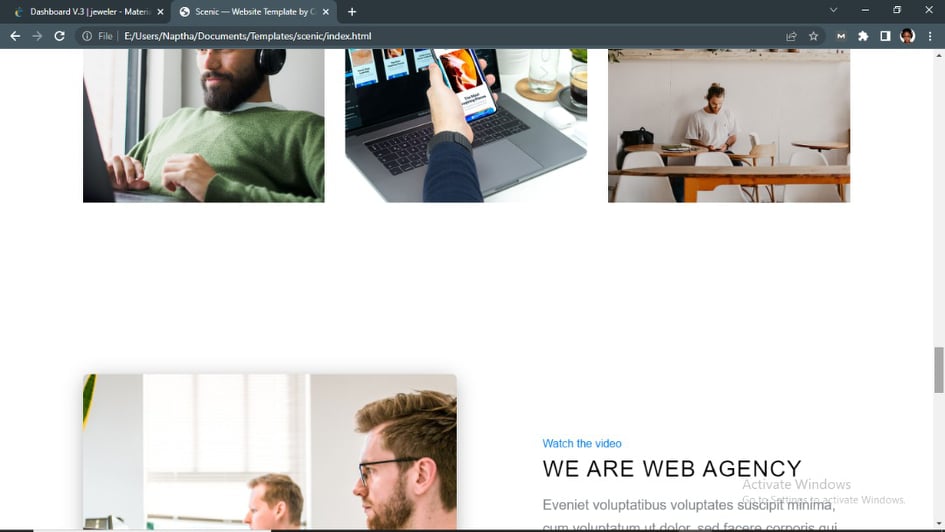 Dashboard V.3 | jeweler - Materia
Scenic — Website Template by C
File
E:/Users/Naptha/Documents/Templates/scenic/index.html
M
Watch the video
WE ARE WEB AGENCY
Eveniet voluptatibus voluptates suscipit minima,
cum voluptatum ut dolor, sed facere corporis qui
Activate Windows
Go to Settings to activate Windows.